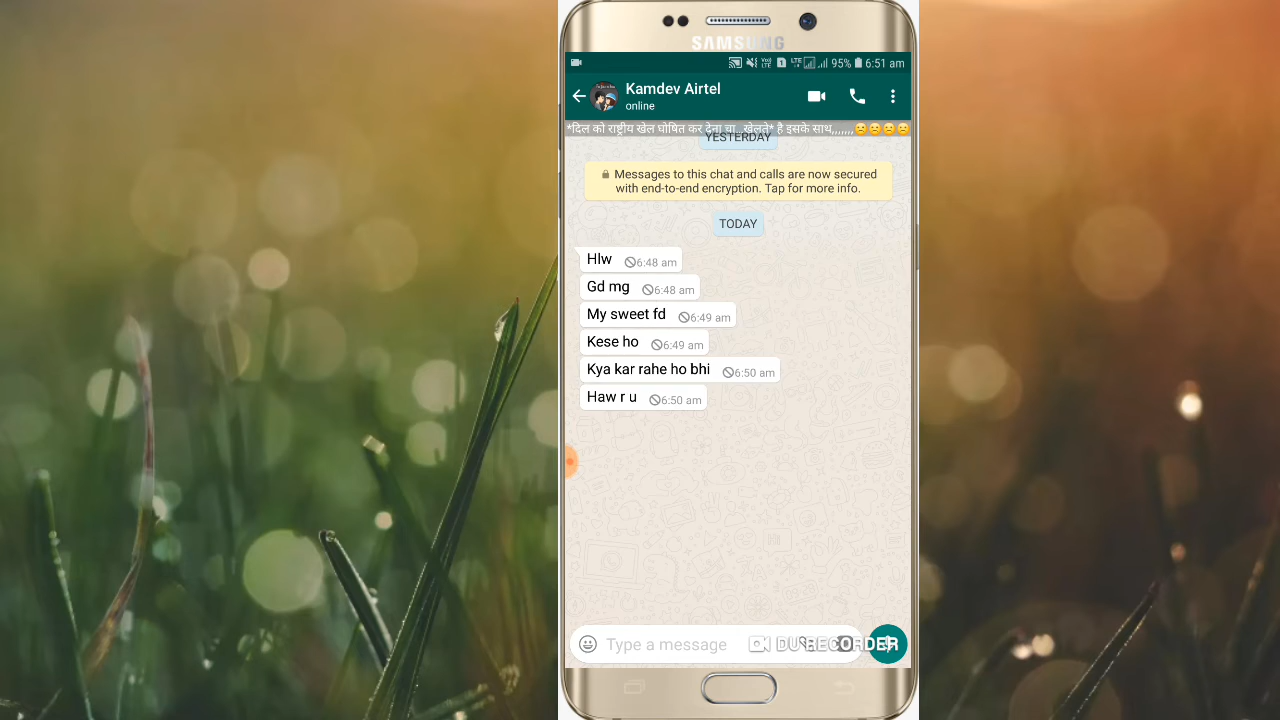 SAMSUNG
LTE 1 LTE 95% 6:51 am
Kamdev Airtel
online
*दिल को राष्ट्रीय खेल घोषित कर देना चा...खेलते* है इसके साथ,,,,,,,😕😕😕😕
YESTERDAY
Messages to this chat and calls are now secured
with end-to-end encryption. Tap for more info.
TODAY
Hlw 6:48 am
Gd mg 6:48 am
My sweet fd 6:49 am
Kese ho 6:49 am
Kya kar rahe ho bhi 6:50 am
Haw r u 6:50 am
Type a message
DU RECORDER